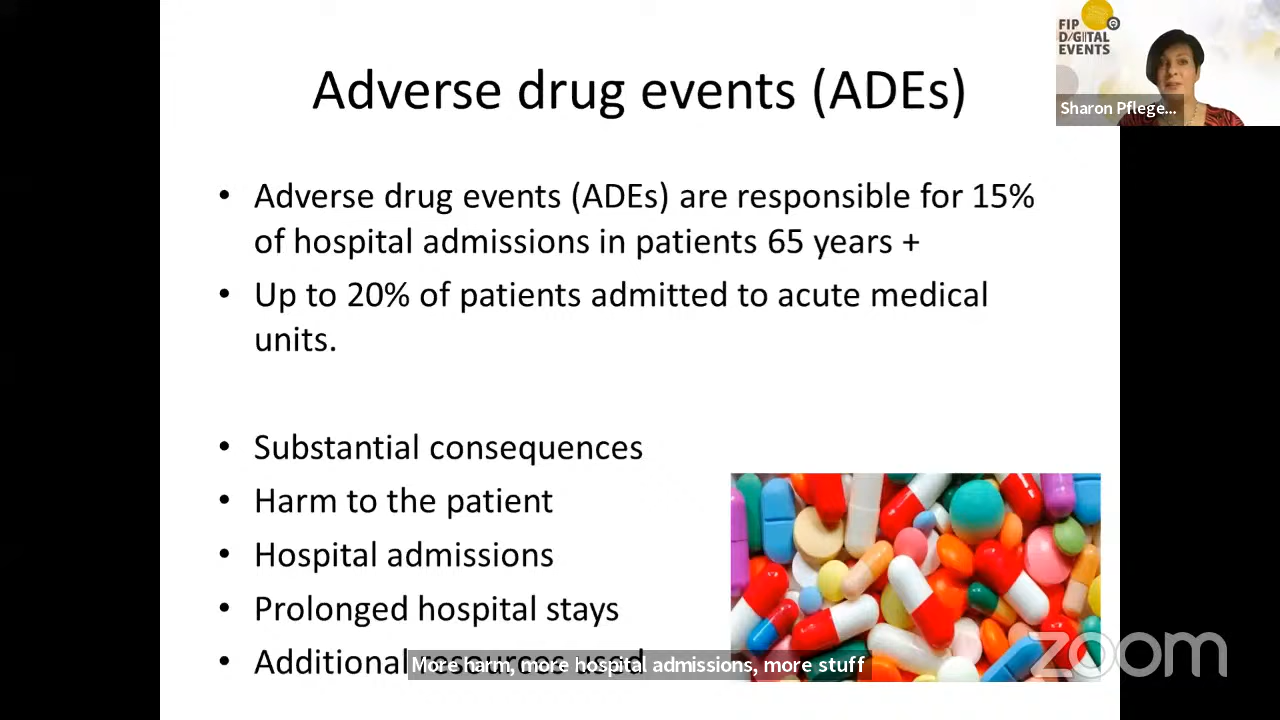 Adverse drug events (ADEs)
• Adverse drug events (ADEs) are responsible for 15%
of hospital admissions in patients 65 years +
• Up to 20% of patients admitted to acute medical
units.
• Substantial consequences
• Harm to the patient
• Hospital admissions
• Prolonged hospital stays
• Additional resources used
More harm, more hospital admissions, more stuff
FIP
DIGITAL
EVENTS
Sharon Pflege...
zoom